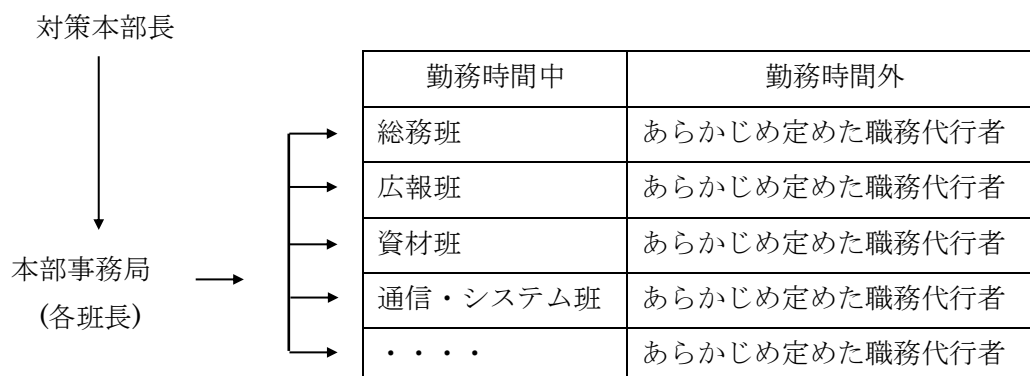 対策本部長
勤務時間中 勤務時間外
総務班 あらかじめ定めた職務代行者
広報班 あらかじめ定めた職務代行者
資材班 あらかじめ定めた職務代行者
本部事務局
(各班長)
通信・システム班 あらかじめ定めた職務代行者
・・・・ あらかじめ定めた職務代行者